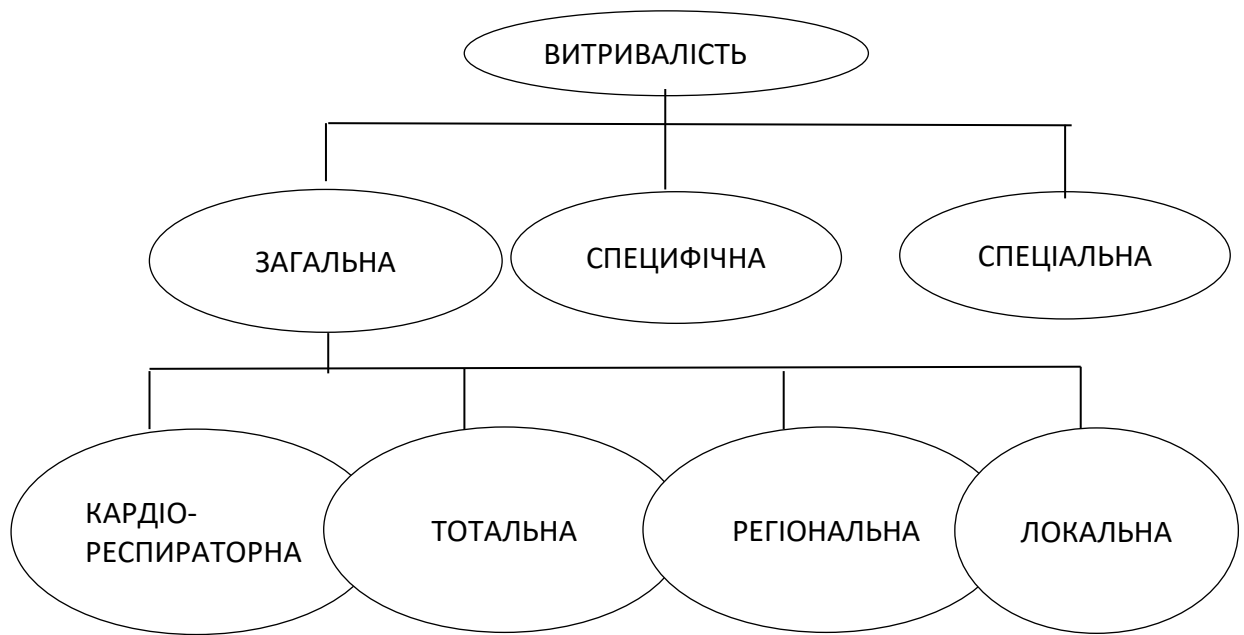 ВИТРИВАЛІСТЬ
ЗАГАЛЬНА
СПЕЦИФІЧНА
СПЕЦІАЛЬНА
КАРДІО-
РЕСПИРАТОРНА
ТОТАЛЬНА
РЕГІОНАЛЬНА
ЛОКАЛЬНА